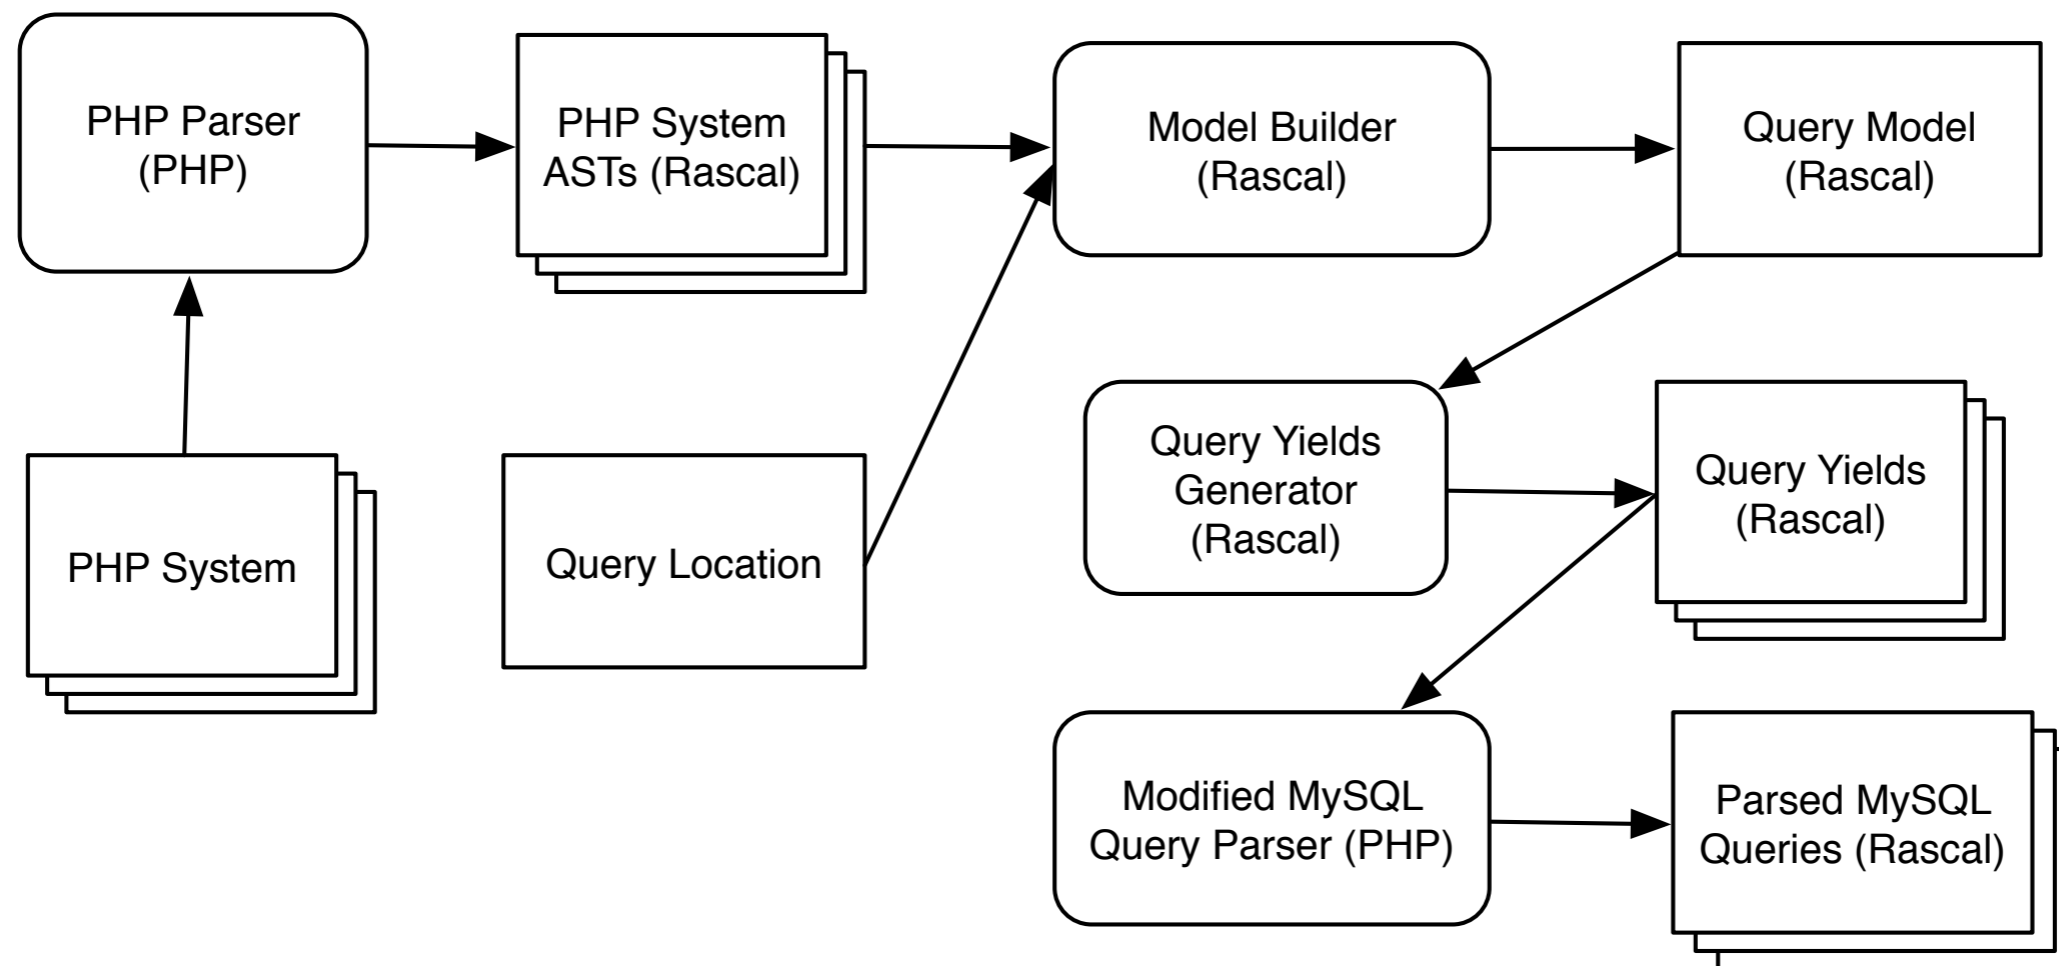 PHP Parser
(PHP)
PHP System
ASTs (Rascal)
Model Builder
(Rascal)
Query Model
(Rascal)
PHP System
Query Location
Query Yields
Generator
(Rascal)
Query Yields
(Rascal)
Modified MySQL
Query Parser (PHP)
Parsed MySQL
Queries (Rascal)